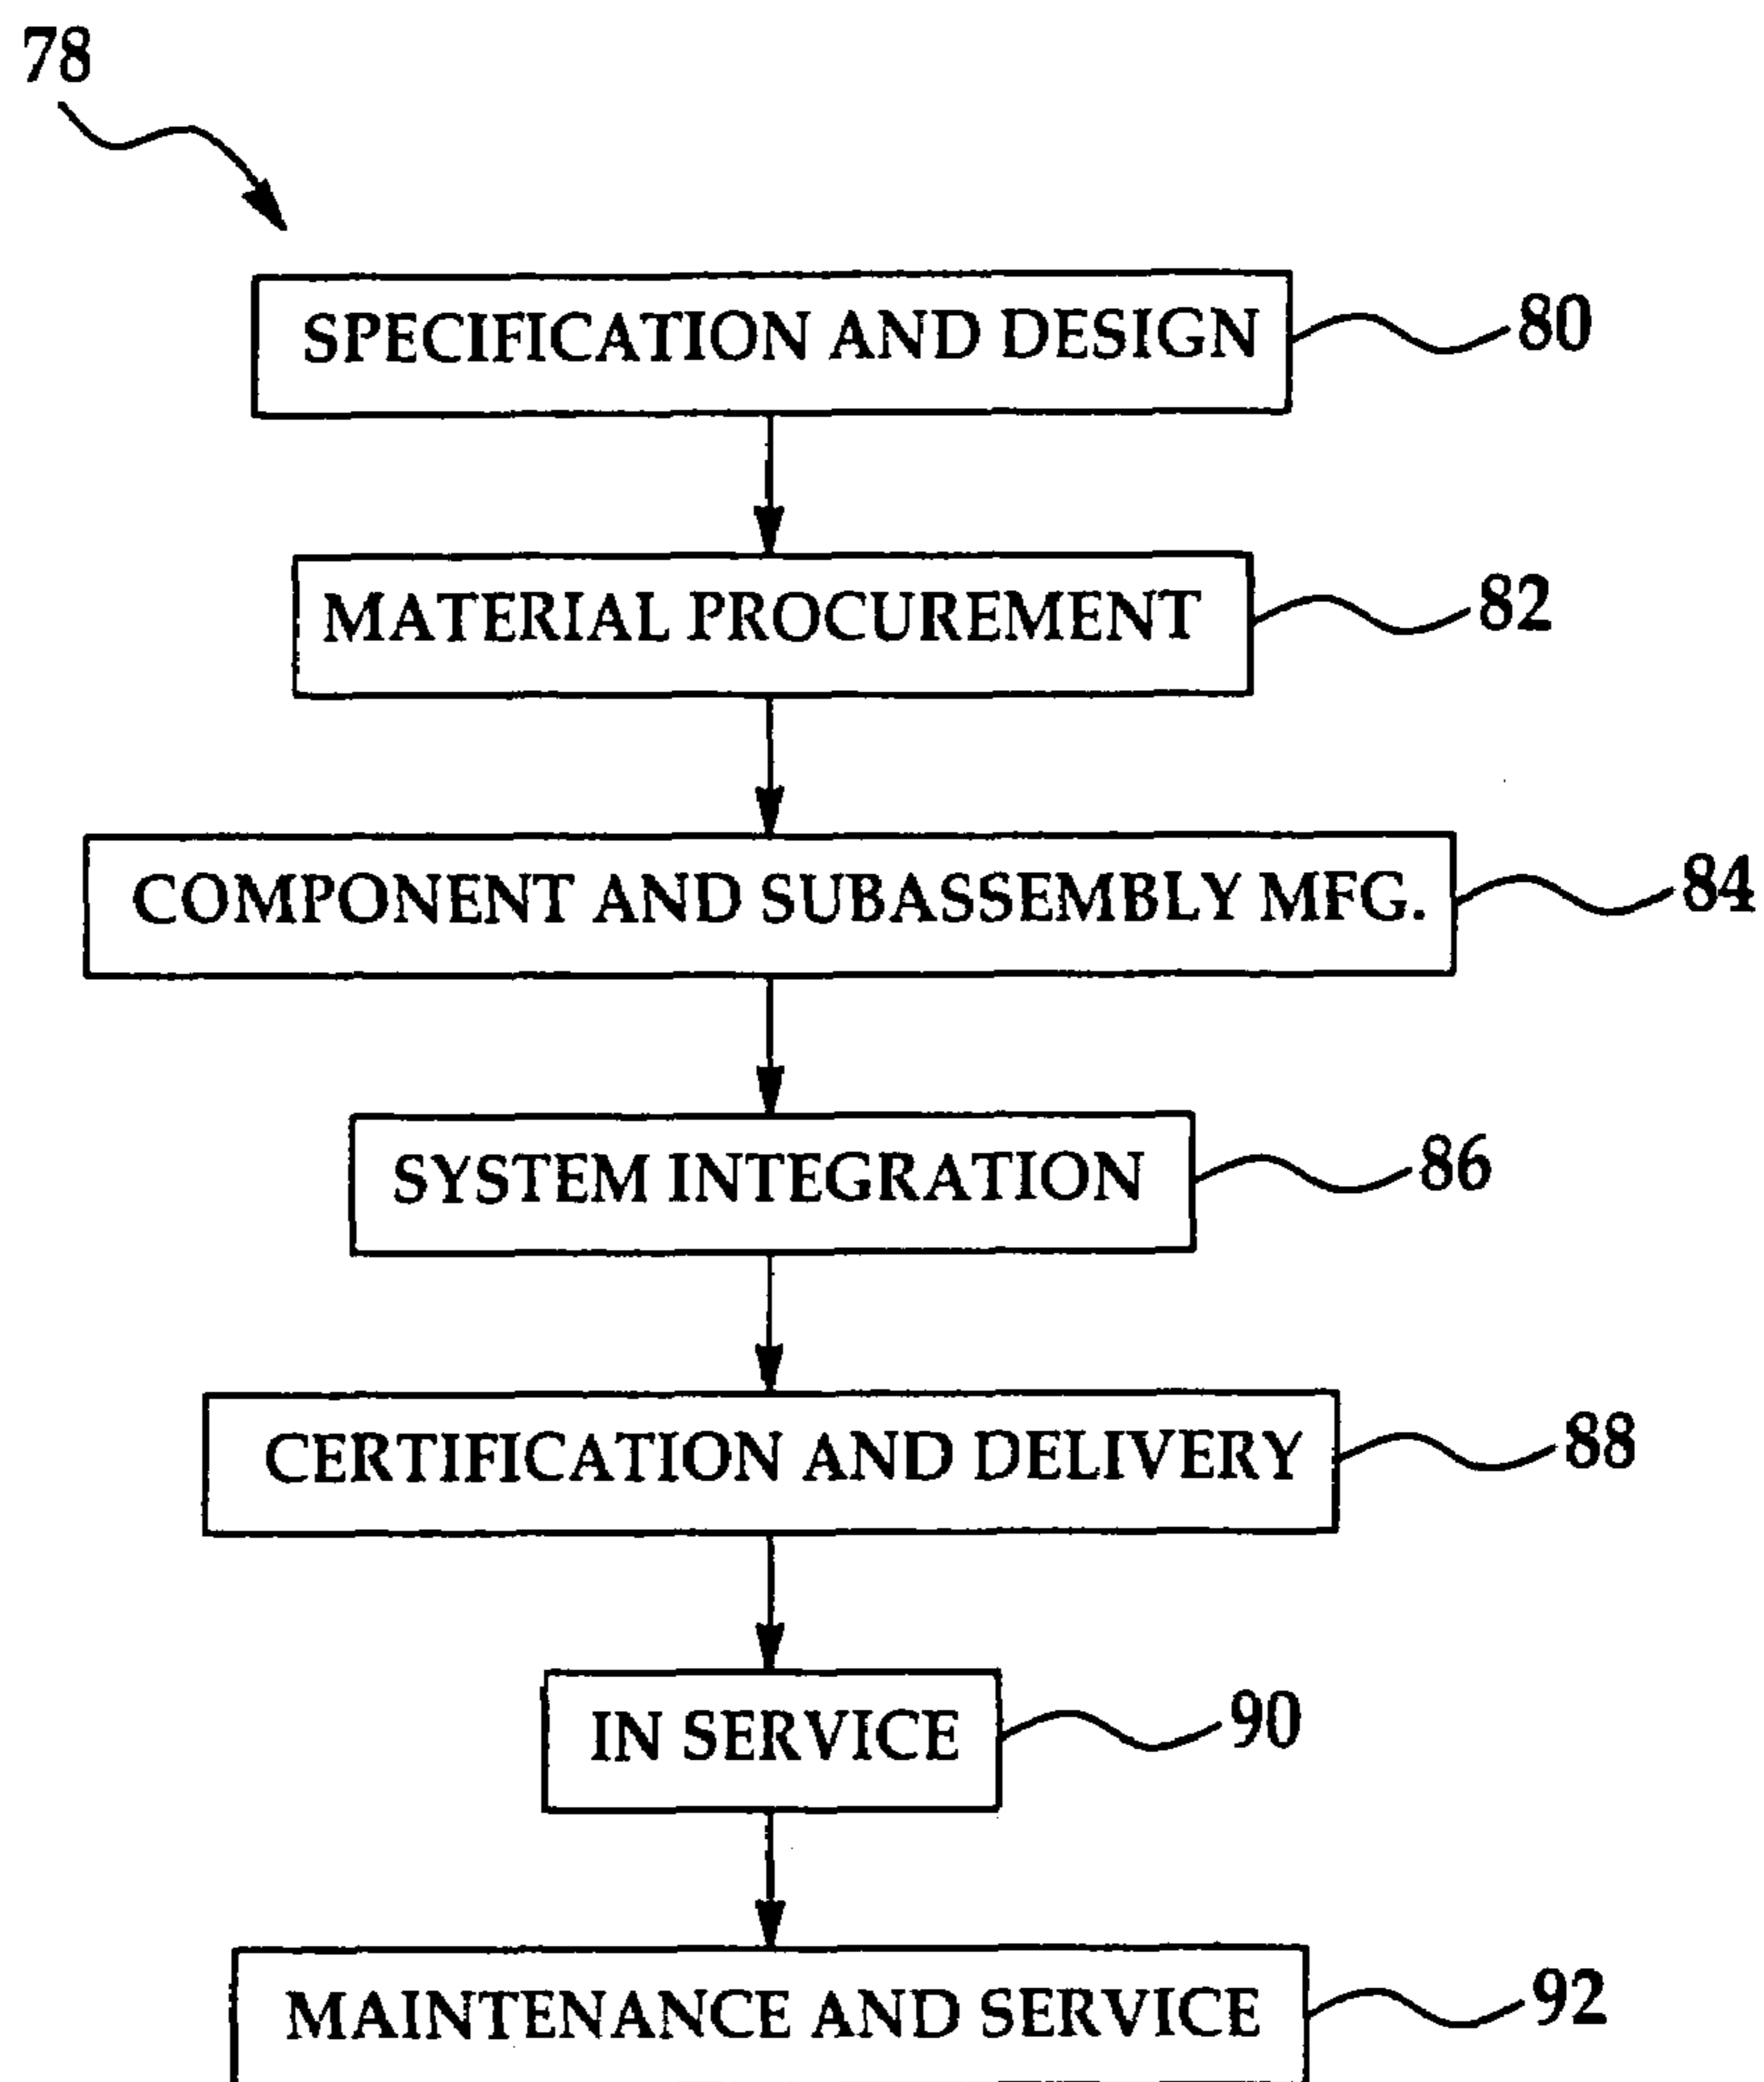 78
SPECIFICATION AND DESIGN
80
MATERIAL PROCUREMENT
82
COMPONENT AND SUBASSEMBLY MFG.
84
SYSTEM INTEGRATION
86
CERTIFICATION AND DELIVERY
88
IN SERVICE
90
MAINTENANCE AND SERVICE
92